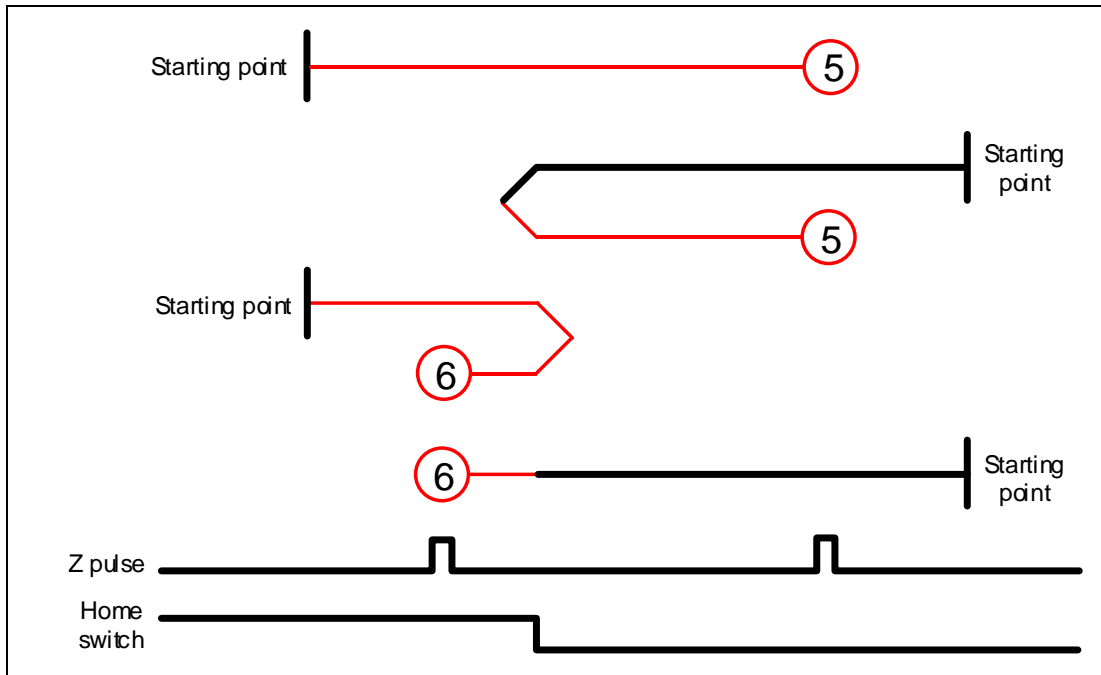 Starting point
5
Starting
point
5
Starting point
6
6
Starting
point
Z pulse
Home
switch